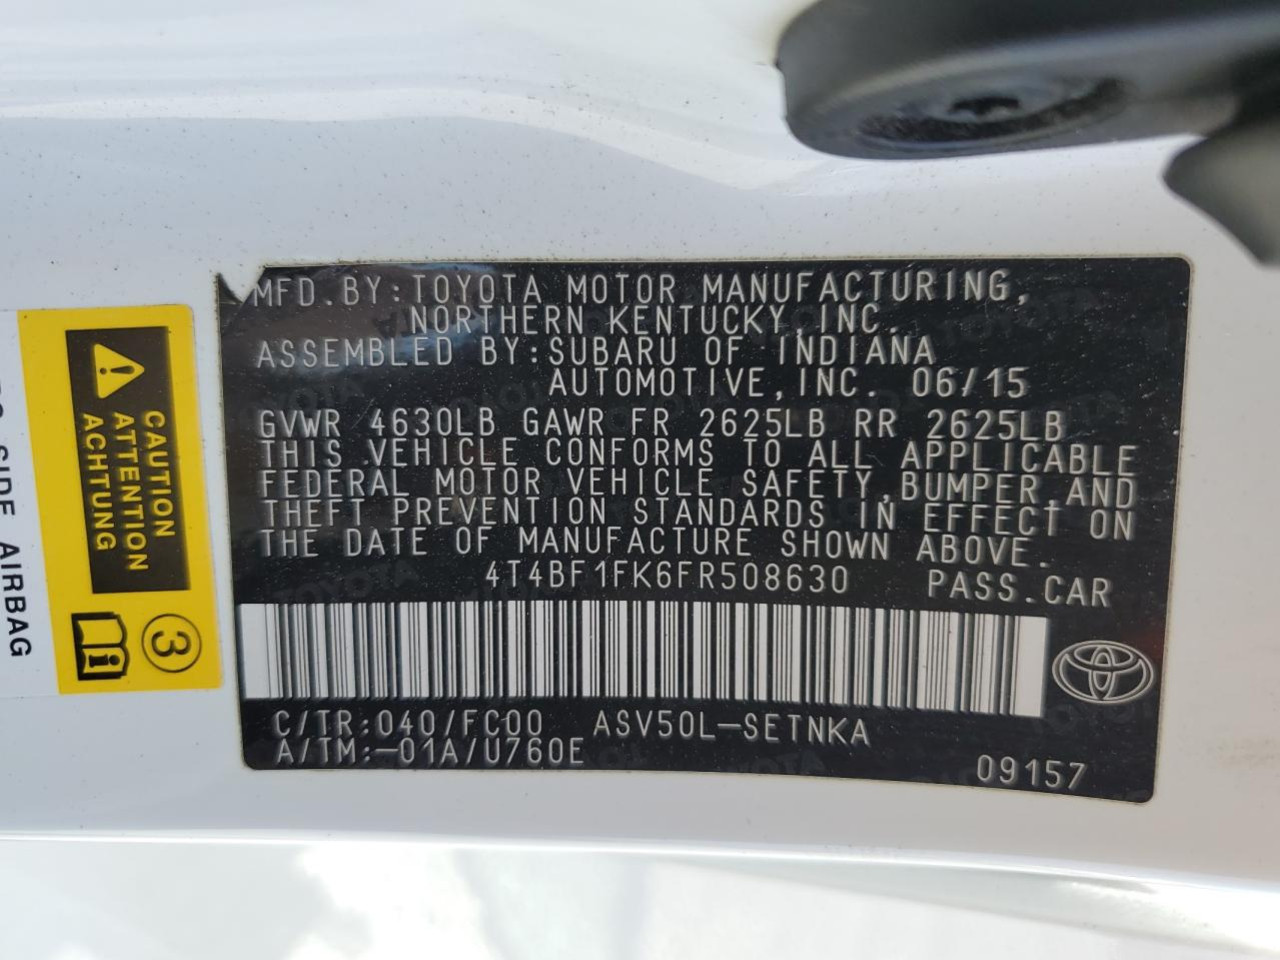 MFD.BY:TOYOTA MOTOR MANUFACTURING,
NORTHERN KENTUCKY,INC.
ASSEMBLED BY:SUBARU OF INDIANA
AUTOMOTIVE,INC. 06/15
GVWR 4630LB GAWR FR 2625LB RR 2625LB
THIS VEHICLE CONFORMS TO ALL APPLICABLE
FEDERAL MOTOR VEHICLE SAFETY,BUMPER,AND
THEFT PREVENTION STANDARDS IN EFFECT ON
THE DATE OF MANUFACTURE SHOWN ABOVE.
4T4BF1FK6FR508630 PASS.CAR
C/TR:040/FC00 ASV50L-SETNKA
A/TM:-01A/U760E
09157
CAUTION
ATTENTION
ACHTUNG
3
SIDE AIRBAG